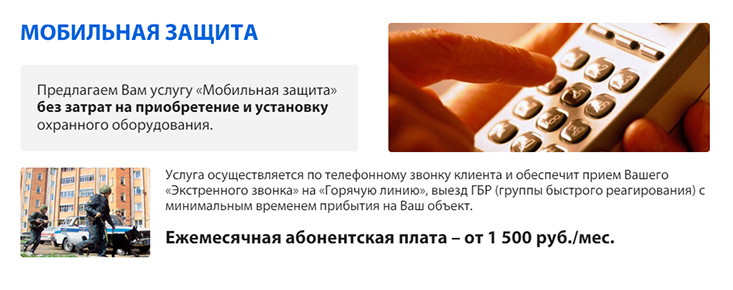 МОБИЛЬНАЯ ЗАЩИТА
Предлагаем Вам услугу «Мобильная защита»
без затрат на приобретение и установку
охранного оборудования.
Услуга осуществляется по телефонному звонку клиента и обеспечит прием Вашего
«Экстренного звонка» на «Горячую линию», выезд ГБР (группы быстрого реагирования) с
минимальным временем прибытия на Ваш объект.
Ежемесячная абонентская плата – от 1 500 руб./мес.